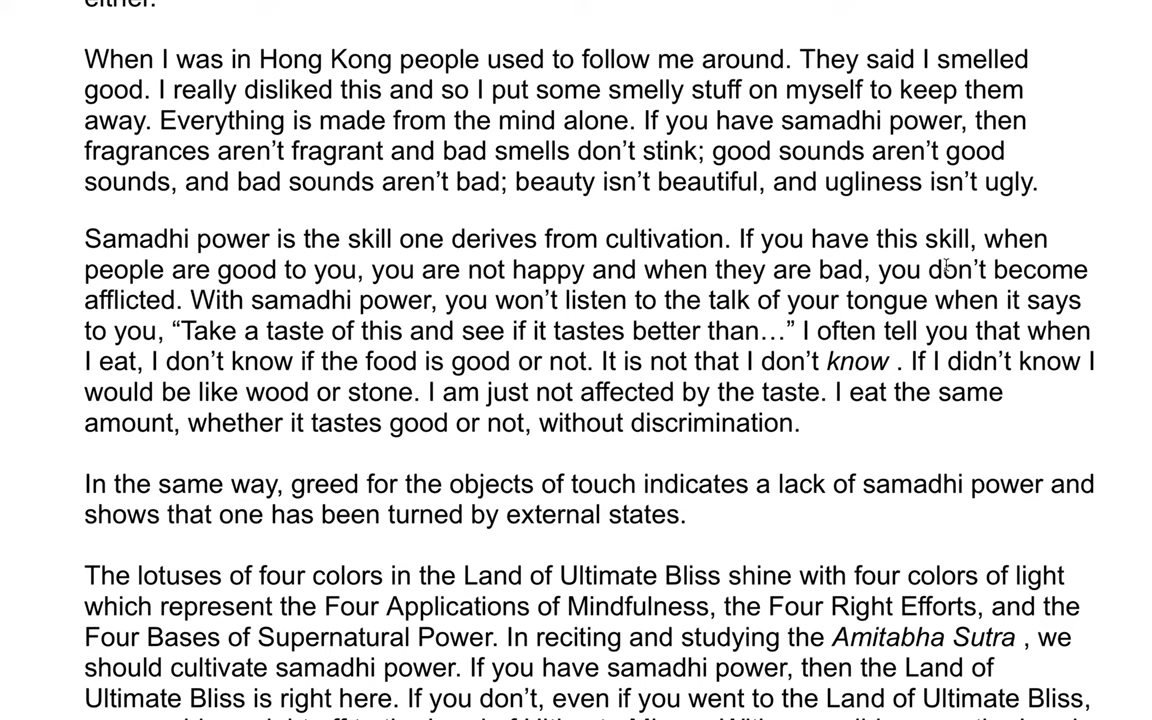 either.
When I was in Hong Kong people used to follow me around. They said I smelled
good. I really disliked this and so I put some smelly stuff on myself to keep them
away. Everything is made from the mind alone. If you have samadhi power, then
fragrances aren’t fragrant and bad smells don’t stink; good sounds aren’t good
sounds, and bad sounds aren’t bad; beauty isn’t beautiful, and ugliness isn’t ugly.
Samadhi power is the skill one derives from cultivation. If you have this skill, when
people are good to you, you are not happy and when they are bad, you don’t become
afflicted. With samadhi power, you won’t listen to the talk of your tongue when it says
to you, “Take a taste of this and see if it tastes better than…” I often tell you that when
I eat, I don’t know if the food is good or not. It is not that I don’t know . If I didn’t know I
would be like wood or stone. I am just not affected by the taste. I eat the same
amount, whether it tastes good or not, without discrimination.
In the same way, greed for the objects of touch indicates a lack of samadhi power and
shows that one has been turned by external states.
The lotuses of four colors in the Land of Ultimate Bliss shine with four colors of light
which represent the Four Applications of Mindfulness, the Four Right Efforts, and the
Four Bases of Supernatural Power. In reciting and studying the Amitabha Sutra , we
should cultivate samadhi power. If you have samadhi power, then the Land of
Ultimate Bliss is right here. If you don’t, even if you went to the Land of Ultimate Bliss,